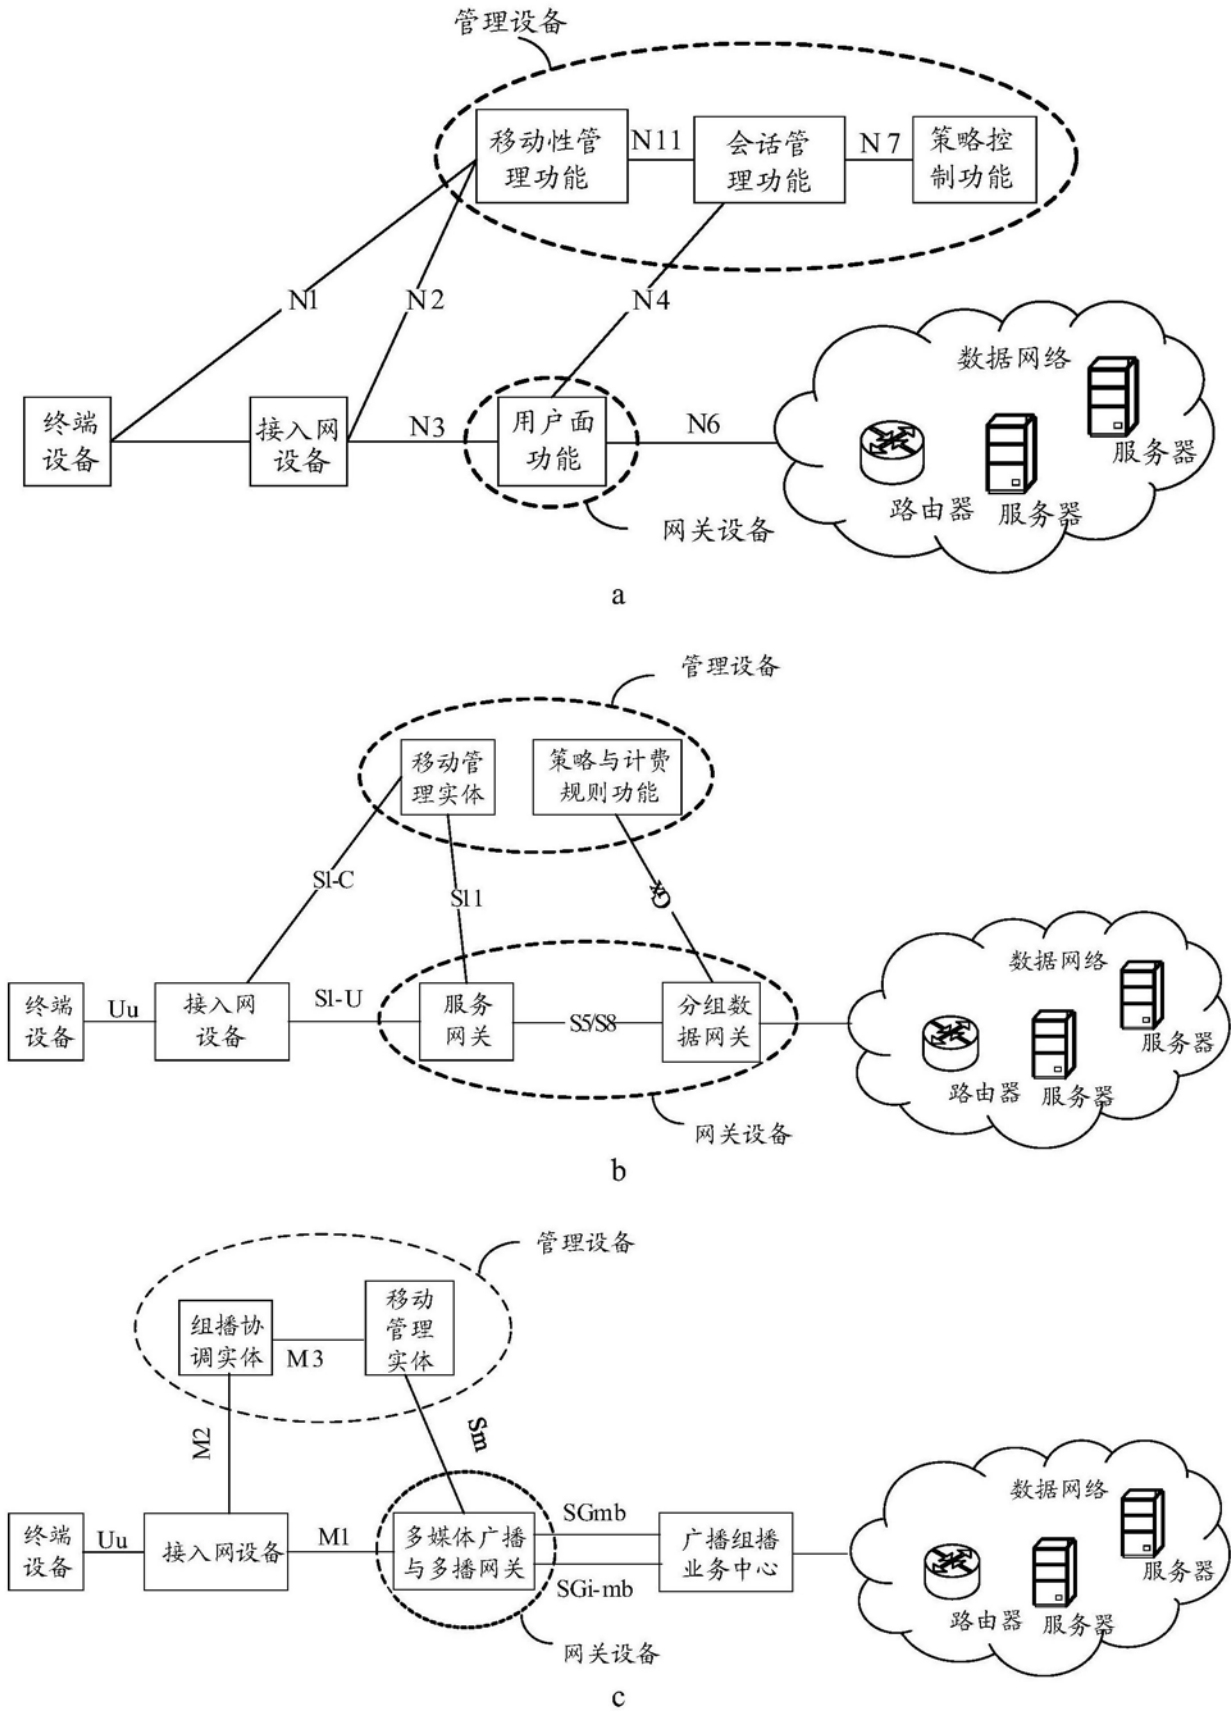 管理设备
移动性管
理功能
N11
会话管
理功能
N7
策略控
制功能
N1
N2
N4
数据网络
服务器
终端
设备
接入网
设备
N3
用户面
功能
N6
路由器
服务器
网关设备
a
管理设备
移动管
理实体
策略与计费
规则功能
S1-C
S11
数据网络
服务器
终端
设备
Uu
接入网
设备
S1-U
服务
网关
S5/S8
分组数
据网关
路由器
服务器
网关设备
b
管理设备
组播协
调实体
M3
移动
管理
实体
M2
Sm
数据网络
服务器
终端
设备
Uu
接入网设备
M1
多媒体广播
与多播网关
SGmb
SGi-mb
广播组播
业务中心
路由器
服务器
网关设备
c